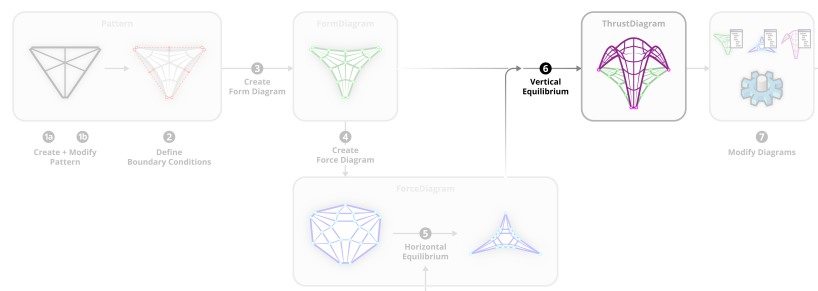 Pattern
FormDiagram
ThrustDiagram
3
Create
Form Diagram
6
Vertical
Equilibrium
1a
1b
Create + Modify
Pattern
2
Define
Boundary Conditions
4
Create
Force Diagram
7
Modify Diagrams
ForceDiagram
5
Horizontal
Equilibrium